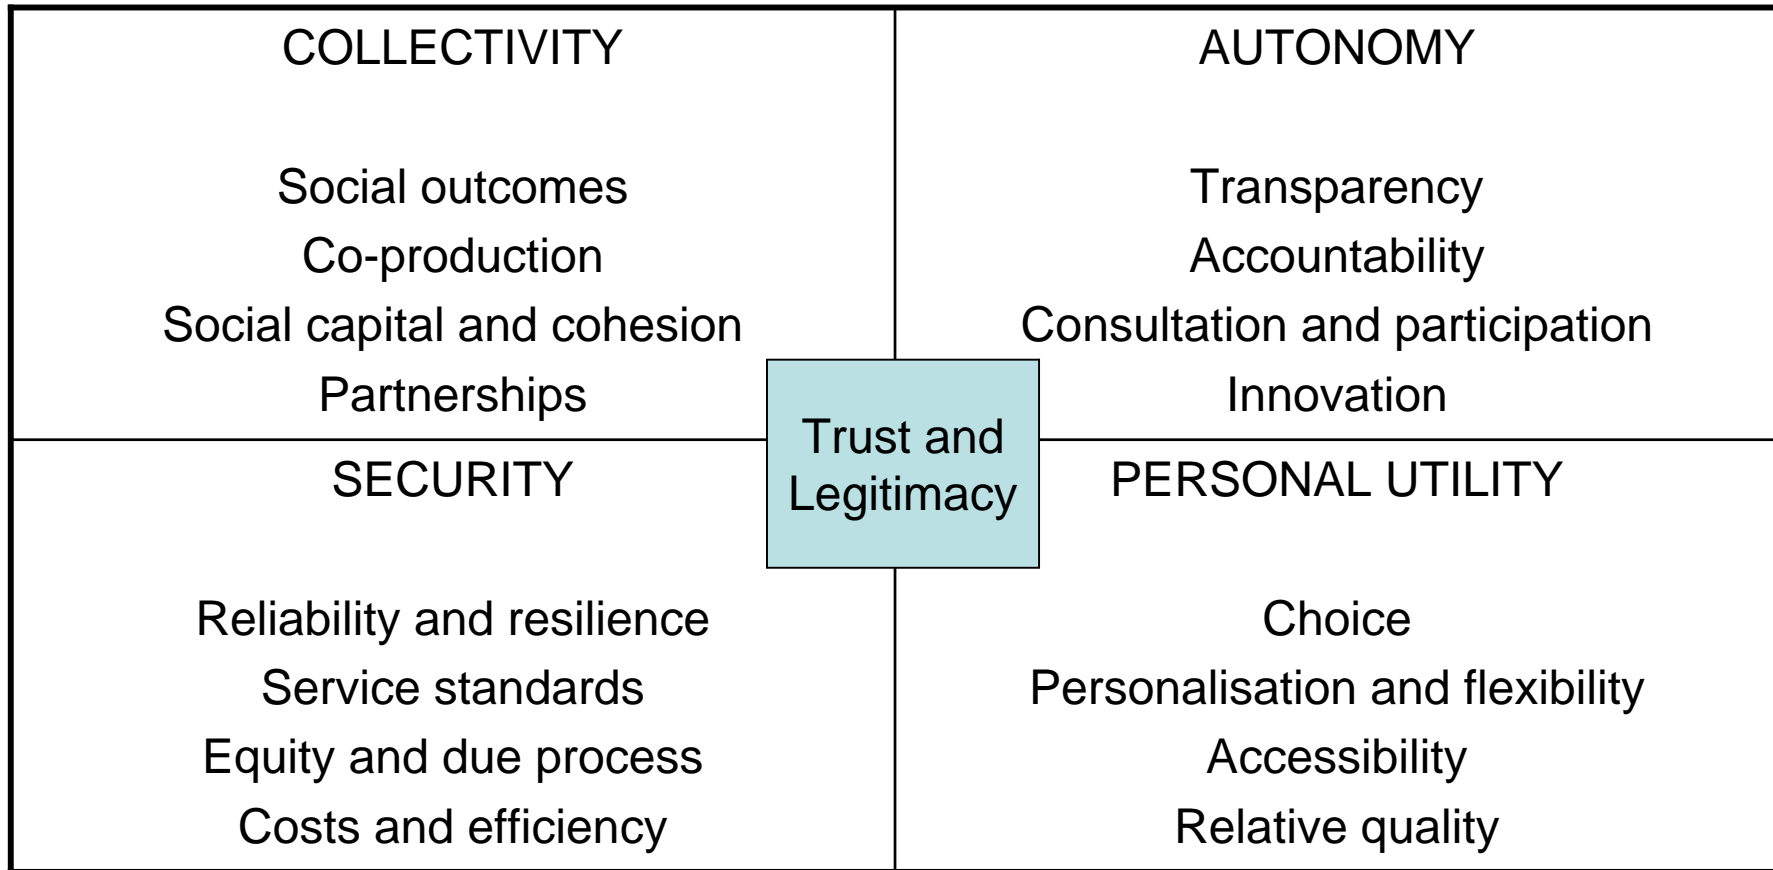 COLLECTIVITY
Social outcomes
Co-production
Social capital and cohesion
Partnerships
AUTONOMY
Transparency
Accountability
Consultation and participation
Innovation
Trust and
Legitimacy
SECURITY
Reliability and resilience
Service standards
Equity and due process
Costs and efficiency
PERSONAL UTILITY
Choice
Personalisation and flexibility
Accessibility
Relative quality